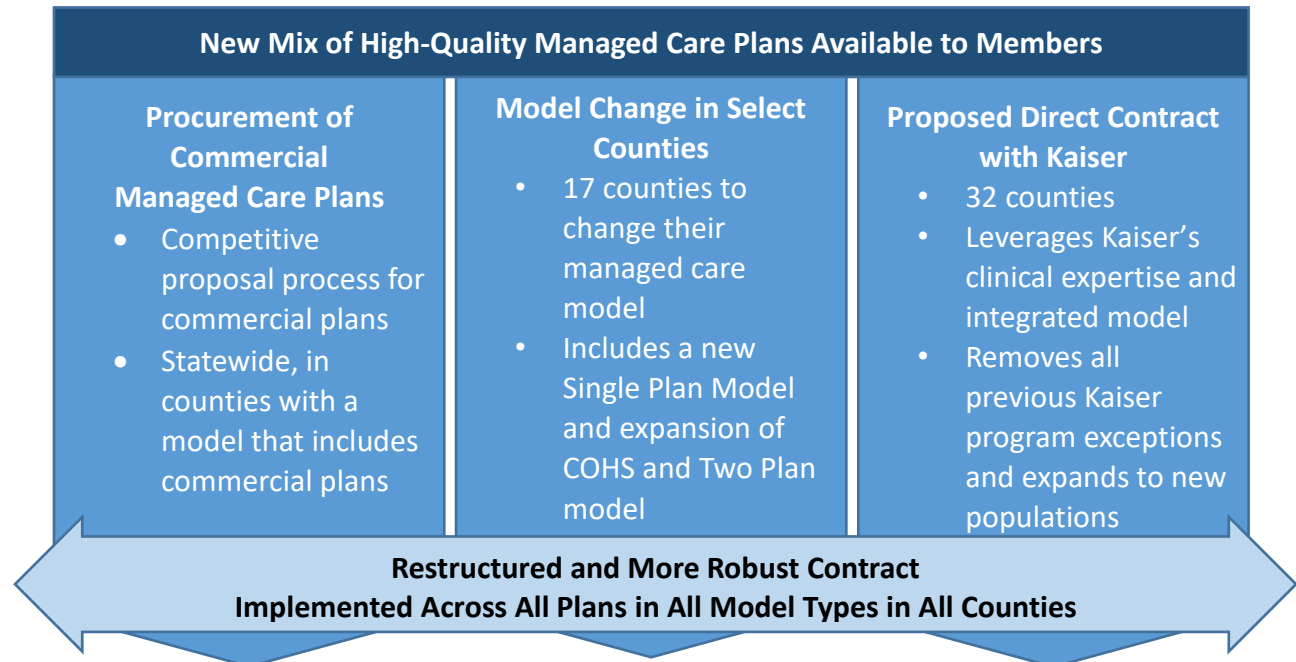 New Mix of High-Quality Managed Care Plans Available to Members
Procurement of
Commercial
Managed Care Plans
• Competitive
proposal process for
commercial plans
• Statewide, in
counties with a
model that includes
commercial plans
Model Change in Select
Counties
• 17 counties to
change their
managed care
model
• Includes a new
Single Plan Model
and expansion of
COHS and Two Plan
model
Proposed Direct Contract
with Kaiser
• 32 counties
• Leverages Kaiser’s
clinical expertise and
integrated model
• Removes all
previous Kaiser
program exceptions
and expands to new
populations
Restructured and More Robust Contract
Implemented Across All Plans in All Model Types in All Counties